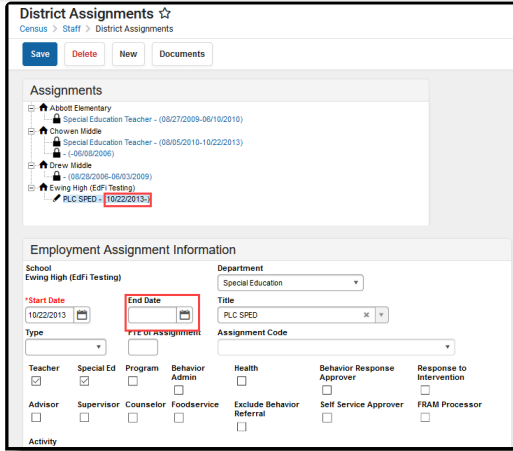 District Assignments ☆
Census > Staff > District Assignments
Save Delete New Documents
Assignments
Abbott Elementary
Special Education Teacher - (08/27/2009-06/10/2010)
Chowen Middle
Special Education Teacher - (08/05/2010-10/22/2013)
- (-06/08/2006)
Drew Middle
- (08/28/2006-06/03/2009)
Ewing High (EdFi Testing)
PLC SPED - (10/22/2013-)
Employment Assignment Information
School Department
Ewing High (EdFi Testing) Special Education
*Start Date End Date Title
10/22/2013 PLC SPED
Type FTE of Assignment Assignment Code
Teacher Special Ed Program Behavior Admin Health Behavior Response Approver Response to Intervention
Advisor Supervisor Counselor Foodservice Exclude Behavior Referral Self Service Approver FRAM Processor
Activity